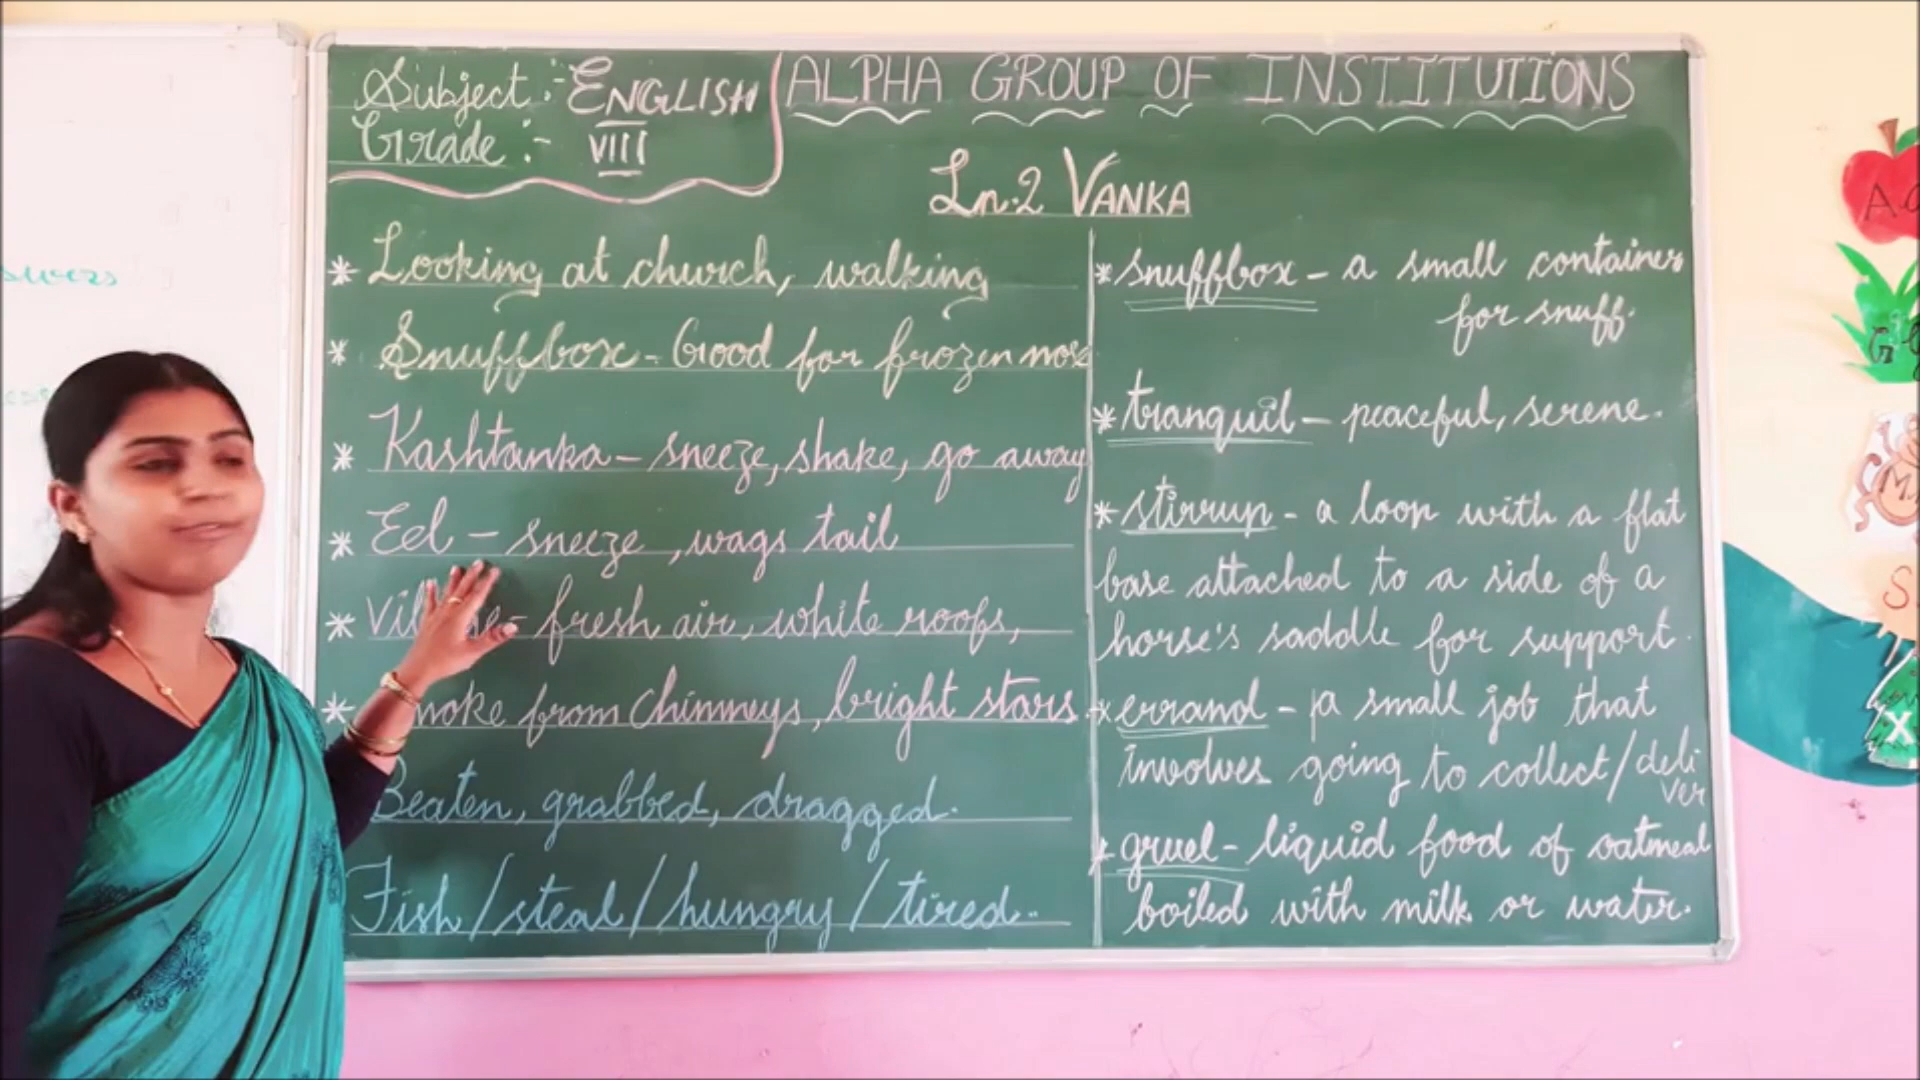 Subject :- ENGLISH
Grade :- VIII
ALPHA GROUP OF INSTITUTIONS
Ln.2 VANKA
* Looking at church, walking
* Snuffbox - Good for frozen nose
* Kashtanka - sneeze, shake, go away
* Eel - sneeze, wags tail
* fresh air, white roofs,
* from Chimneys, bright stars.
Beaten, grabbed, dragged.
Fish / steal / hungry / tired..
* snuffbox - a small container
for snuff.
* tranquil - peaceful, serene.
* stirrup - a loop with a flat
base attached to a side of a
horse's saddle for support.
* errand - A small job that
involves going to collect/deli
ver
* gruel - liquid food of oatmeal
boiled with milk or water.
X